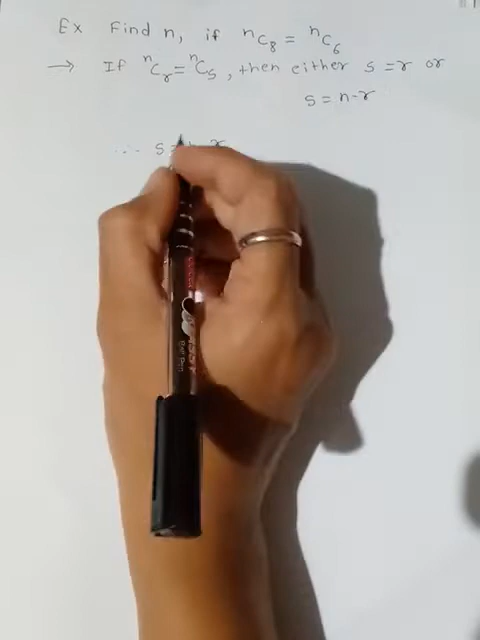 Ex Find n, if ⁿC₈ = ⁿC₆
→ If ⁿCᵣ = ⁿCₛ, then either s = r or
s = n-r
∴ s = n-r